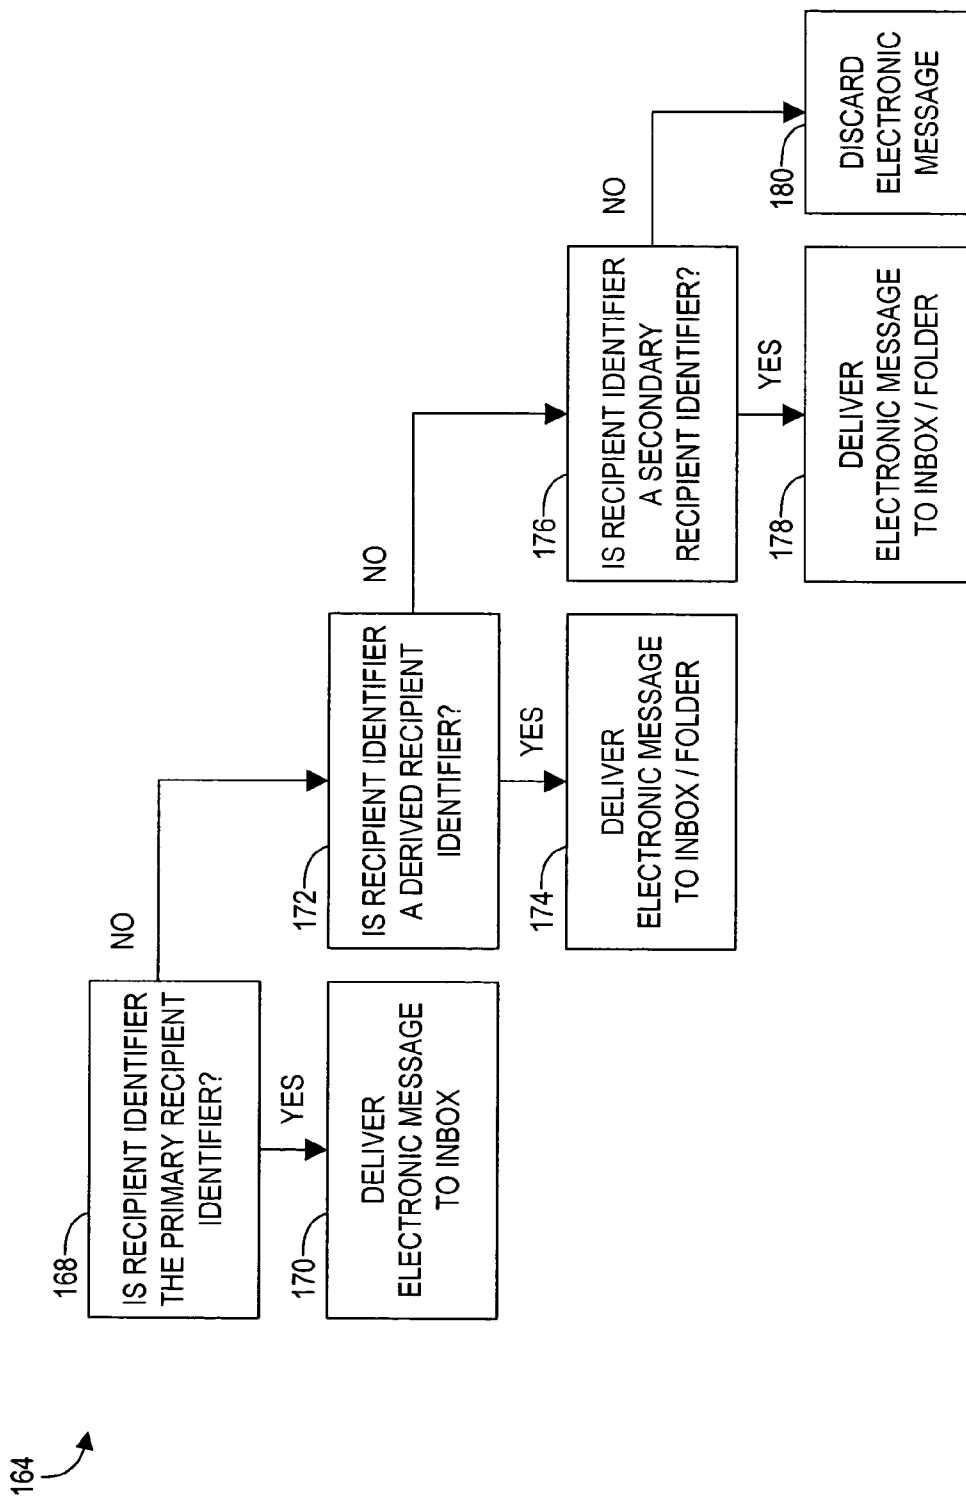 164
168
IS RECIPIENT IDENTIFIER
THE PRIMARY RECIPIENT
IDENTIFIER?
NO
YES
170
DELIVER
ELECTRONIC MESSAGE
TO INBOX
172
IS RECIPIENT IDENTIFIER
A DERIVED RECIPIENT
IDENTIFIER?
NO
YES
174
DELIVER
ELECTRONIC MESSAGE
TO INBOX / FOLDER
176
IS RECIPIENT IDENTIFIER
A SECONDARY
RECIPIENT IDENTIFIER?
NO
YES
178
DELIVER
ELECTRONIC MESSAGE
TO INBOX / FOLDER
180
DISCARD
ELECTRONIC
MESSAGE